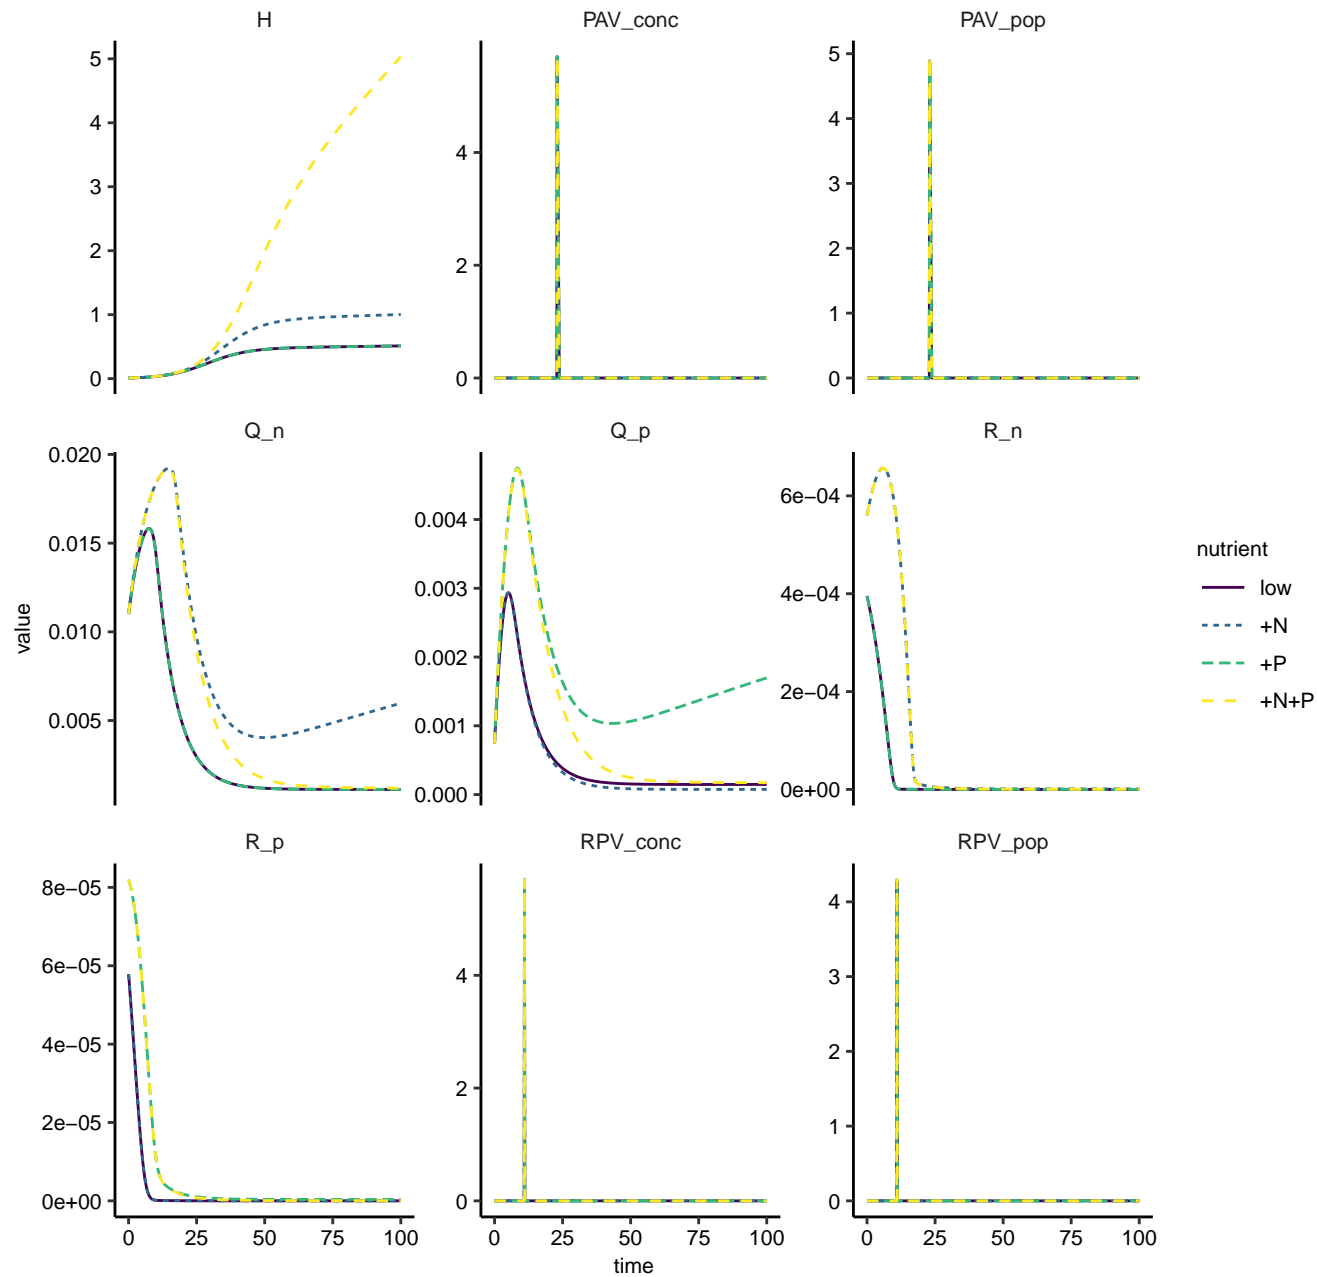 H
PAV_conc
PAV_pop
5
4
3
2
1
0
4
2
0
5
4
3
2
1
0
Q_n
Q_p
R_n
0.020
0.015
0.010
0.005
0.004
0.003
0.002
0.001
0.000
6e−04
4e−04
2e−04
0e+00
R_p
RPV_conc
RPV_pop
8e−05
6e−05
4e−05
2e−05
0e+00
4
2
0
4
3
2
1
0
0 25 50 75 100
0 25 50 75 100
0 25 50 75 100
time
value
nutrient
low
+N
+P
+N+P